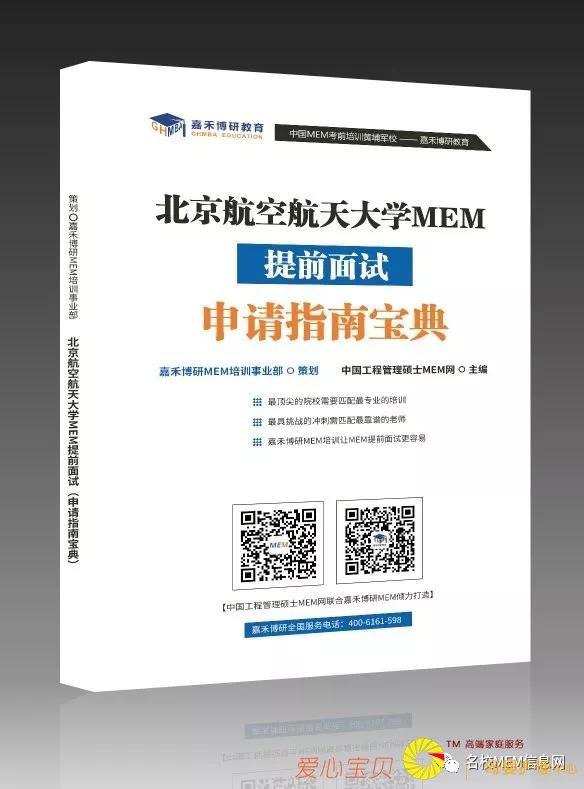 嘉禾博研教育
GHMBA
GHMBA EDUCATION
中国MEM考前培训黄埔军校 —— 嘉禾博研教育
北京航空航天大学MEM
提前面试
申请指南宝典
嘉禾博研MEM培训事业部 策划 中国工程管理硕士MEM网 主编
最顶尖的院校需要匹配最专业的培训
最具挑战的冲刺需匹配最靠谱的老师
嘉禾博研MEM培训让MEM提前面试更容易
MEM
【中国工程管理硕士MEM网联合嘉禾博研MEM倾力打造】
嘉禾博研全国服务电话：400-6161-598
策划 嘉禾博研MEM培训事业部
北京航空航天大学MEM提前面试（申请指南宝典）
爱心宝贝
TM 高端家庭服务
名校MEM信息网